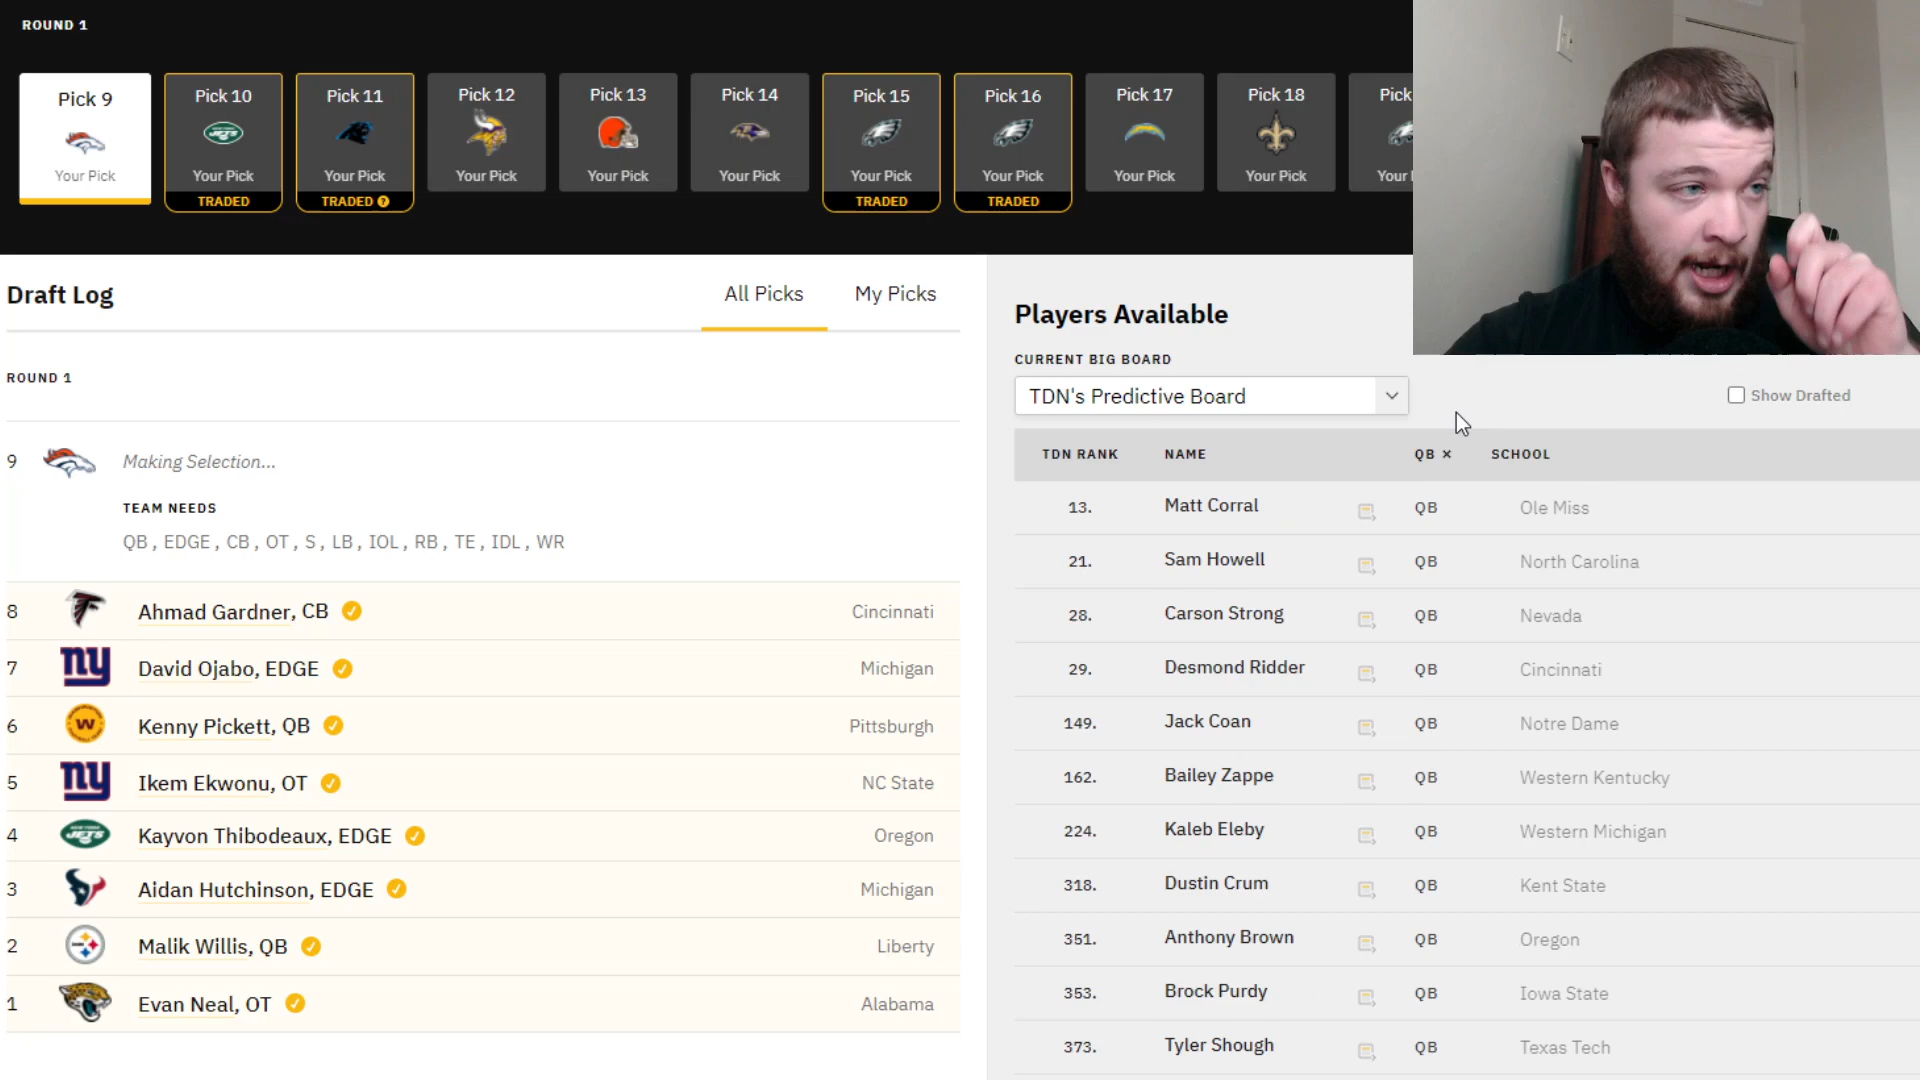 ROUND 1
Pick 9
Your Pick
Pick 10
Your Pick
TRADED
Pick 11
Your Pick
TRADED ?
Pick 12
Your Pick
Pick 13
Your Pick
Pick 14
Your Pick
Pick 15
Your Pick
TRADED
Pick 16
Your Pick
TRADED
Pick 17
Your Pick
Pick 18
Your Pick
Pick
Your
Draft Log
All Picks
My Picks
ROUND 1
9 Making Selection...
TEAM NEEDS
QB , EDGE , CB , OT , S , LB , IOL , RB , TE , IDL , WR
8 Ahmad Gardner, CB Cincinnati
7 ny David Ojabo, EDGE Michigan
6 W Kenny Pickett, QB Pittsburgh
5 ny Ikem Ekwonu, OT NC State
4 JETS Kayvon Thibodeaux, EDGE Oregon
3 Aidan Hutchinson, EDGE Michigan
2 Malik Willis, QB Liberty
1 Evan Neal, OT Alabama
Players Available
CURRENT BIG BOARD
TDN's Predictive Board
Show Drafted
TDN RANK NAME QB × SCHOOL
13. Matt Corral QB Ole Miss
21. Sam Howell QB North Carolina
28. Carson Strong QB Nevada
29. Desmond Ridder QB Cincinnati
149. Jack Coan QB Notre Dame
162. Bailey Zappe QB Western Kentucky
224. Kaleb Eleby QB Western Michigan
318. Dustin Crum QB Kent State
351. Anthony Brown QB Oregon
353. Brock Purdy QB Iowa State
373. Tyler Shough QB Texas Tech